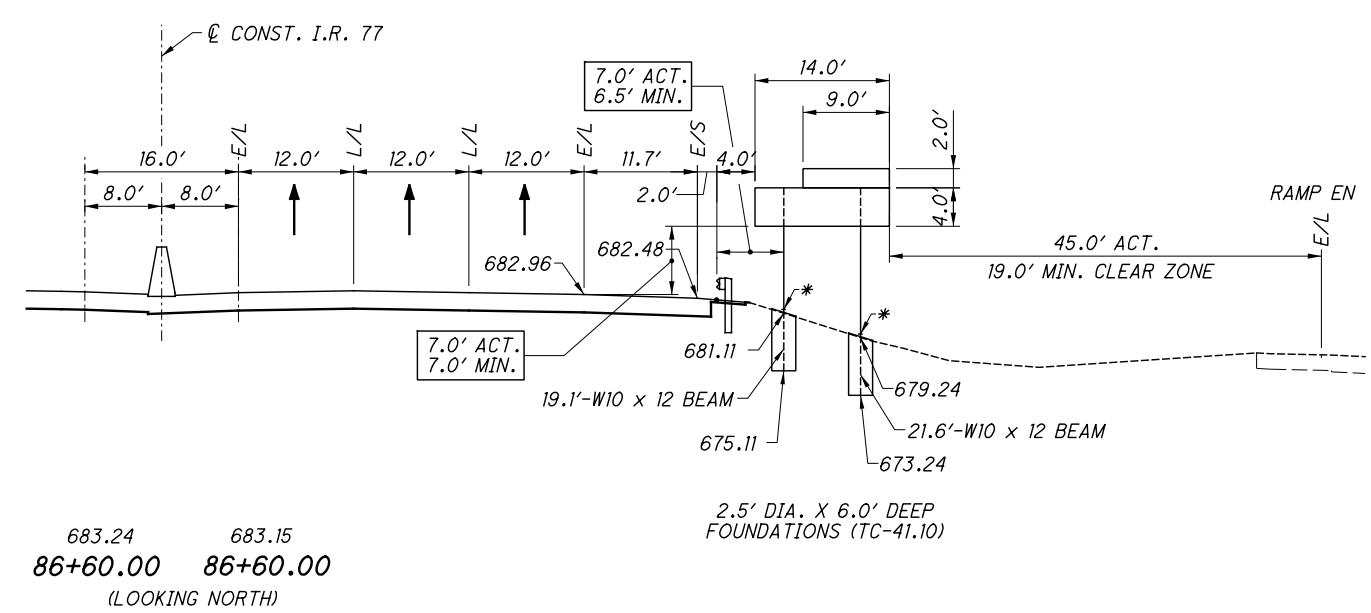 ℄ CONST. I.R. 77
14.0'
7.0' ACT.
6.5' MIN.
9.0'
2.0'
E/L
L/L
L/L
E/L
E/S
16.0'
12.0'
12.0'
12.0'
11.7'
4.0'
8.0'
8.0'
2.0'
4.0'
RAMP EN
E/L
682.96
682.48
45.0' ACT.
19.0' MIN. CLEAR ZONE
*
*
7.0' ACT.
7.0' MIN.
681.11
679.24
19.1'-W10 x 12 BEAM
21.6'-W10 x 12 BEAM
675.11
673.24
2.5' DIA. X 6.0' DEEP
FOUNDATIONS (TC-41.10)
683.24 683.15
86+60.00 86+60.00
(LOOKING NORTH)